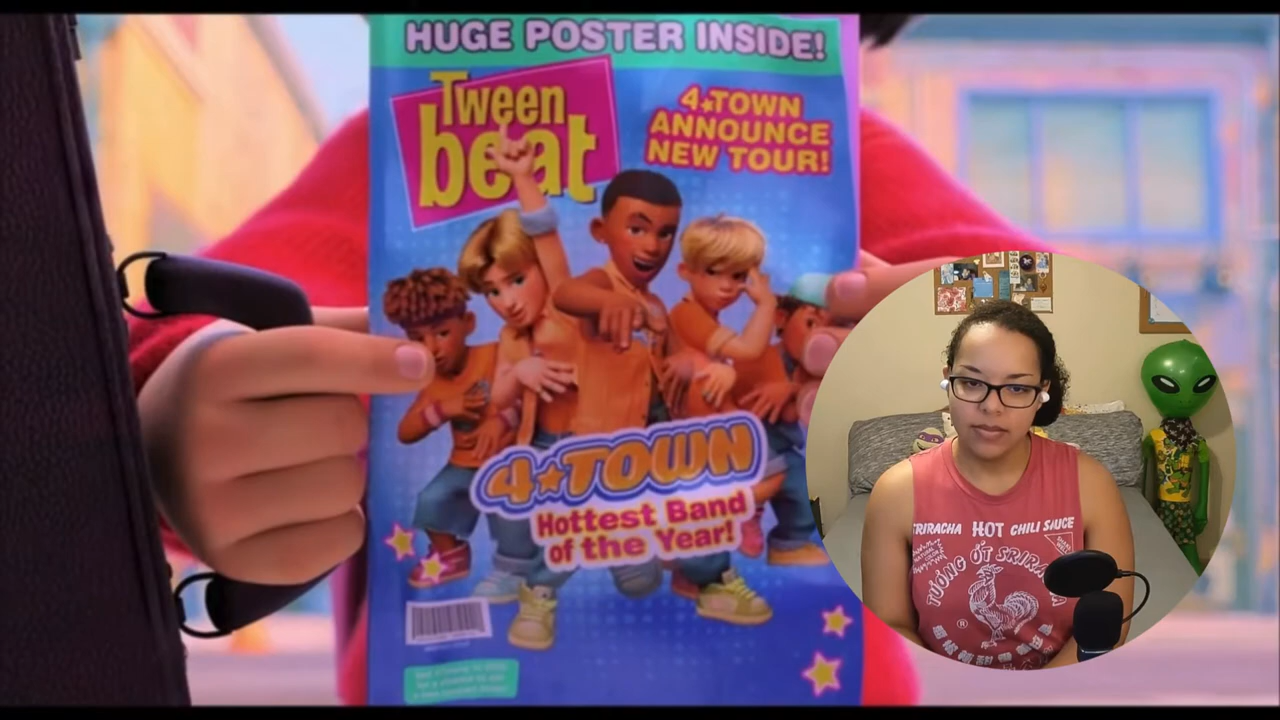 HUGE POSTER INSIDE!
Tween
beat
4★TOWN
ANNOUNCE
NEW TOUR!
4★TOWN
Hottest Band
of the Year!
SRIRACHA HOT CHILI SAUCE
TƯƠNG ỚT SRIRA
®